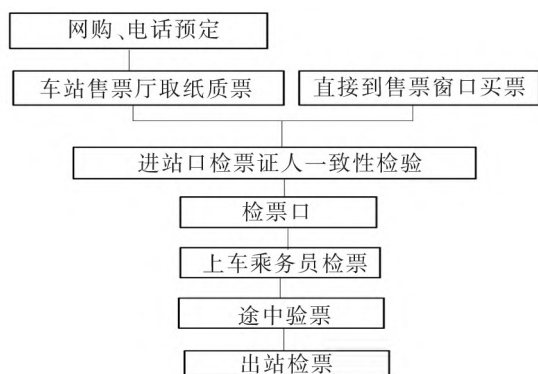 网购、电话预定
车站售票厅取纸质票
直接到售票窗口买票
进站口检票证人一致性检验
检票口
上车乘务员检票
途中验票
出站检票